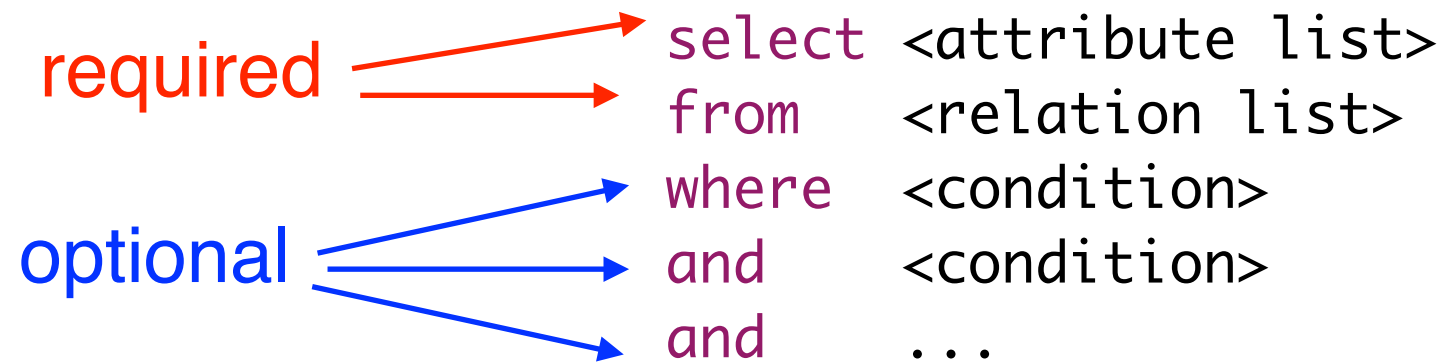 required
select <attribute list>
from <relation list>
where <condition>
optional
and <condition>
and ...